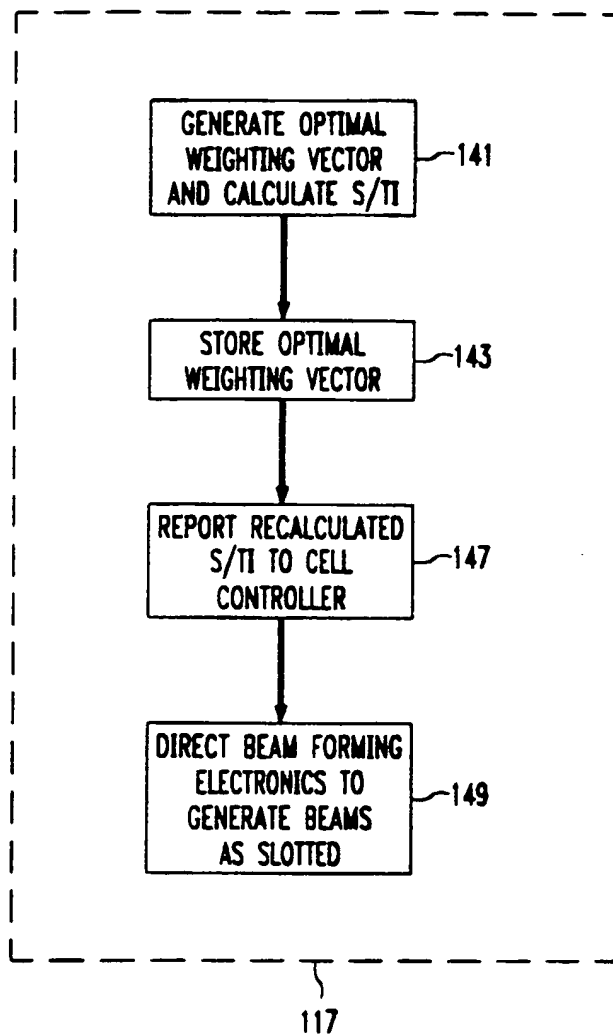 GENERATE OPTIMAL
WEIGHTING VECTOR
AND CALCULATE S/TI
141
STORE OPTIMAL
WEIGHTING VECTOR
143
REPORT RECALCULATED
S/TI TO CELL
CONTROLLER
147
DIRECT BEAM FORMING
ELECTRONICS TO
GENERATE BEAMS
AS SLOTTED
149
117